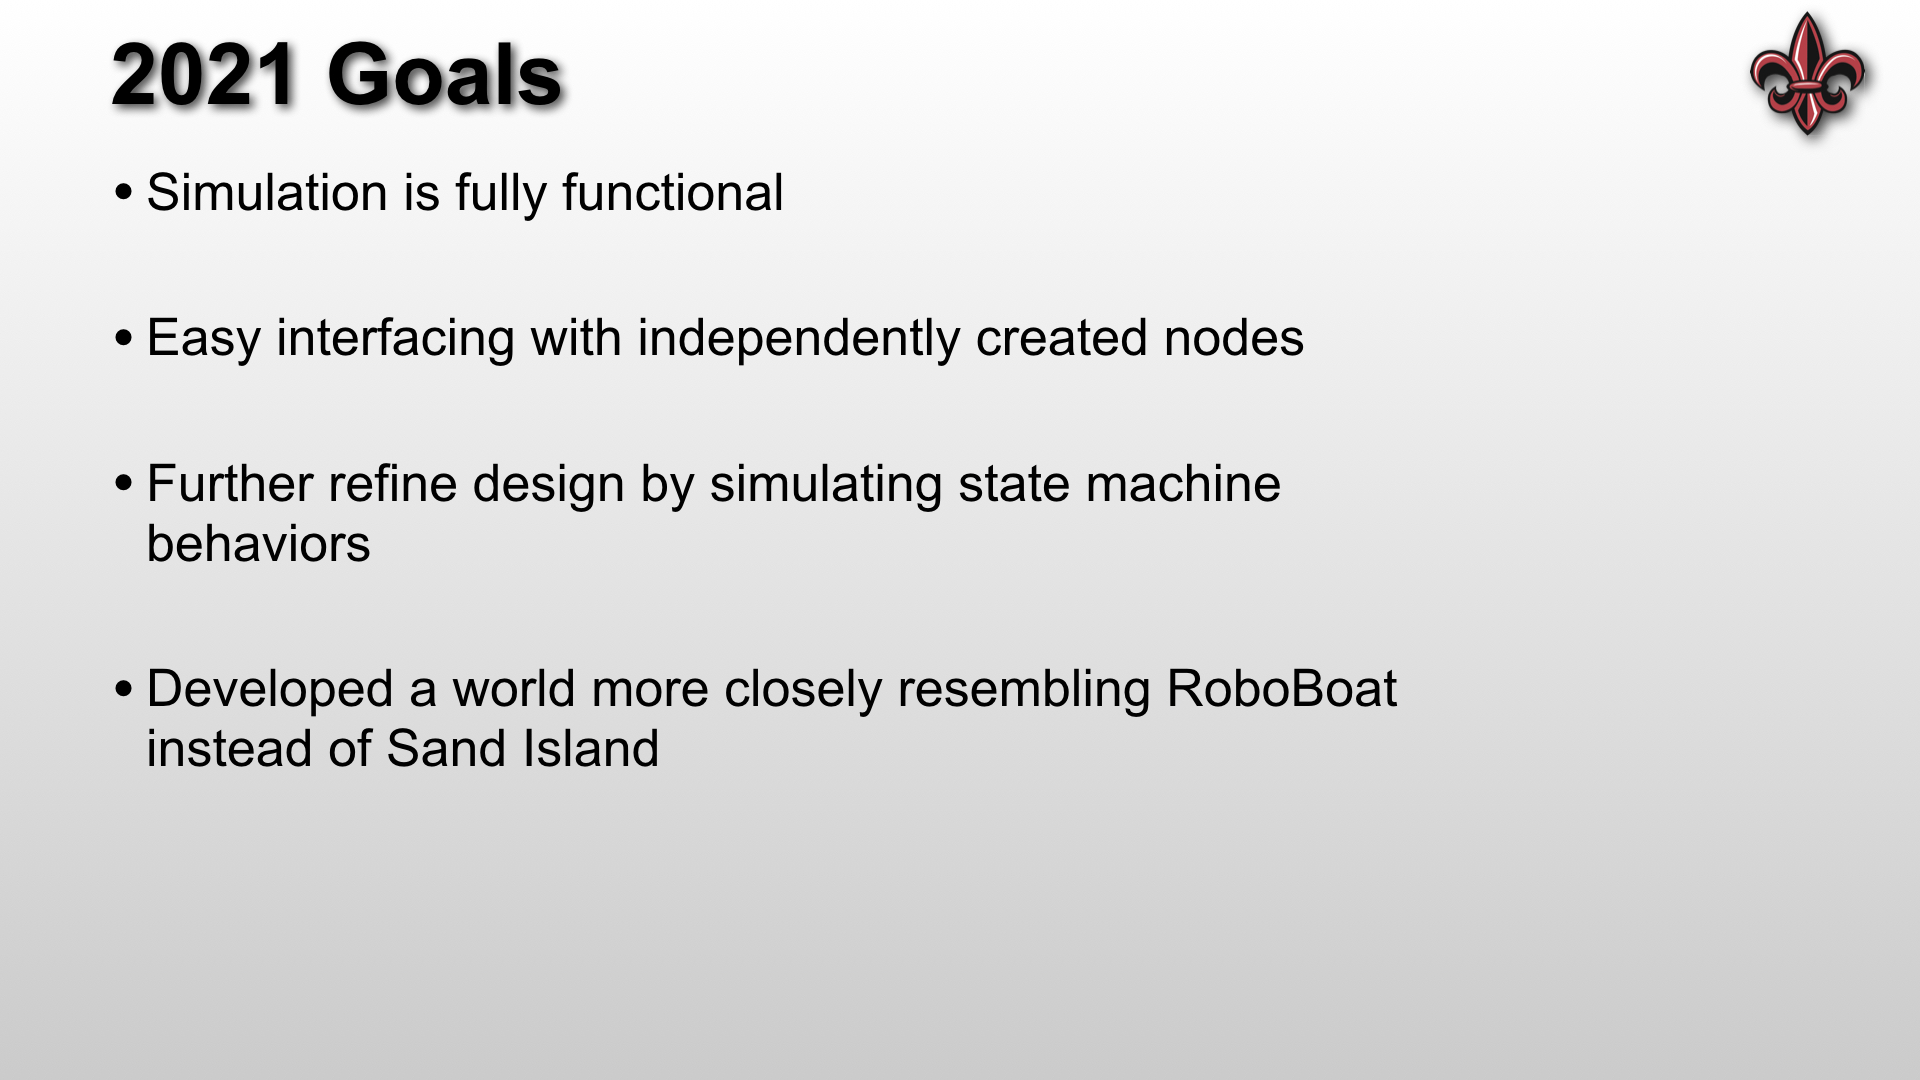 2021 Goals
• Simulation is fully functional
• Easy interfacing with independently created nodes
• Further refine design by simulating state machine
behaviors
• Developed a world more closely resembling RoboBoat
instead of Sand Island